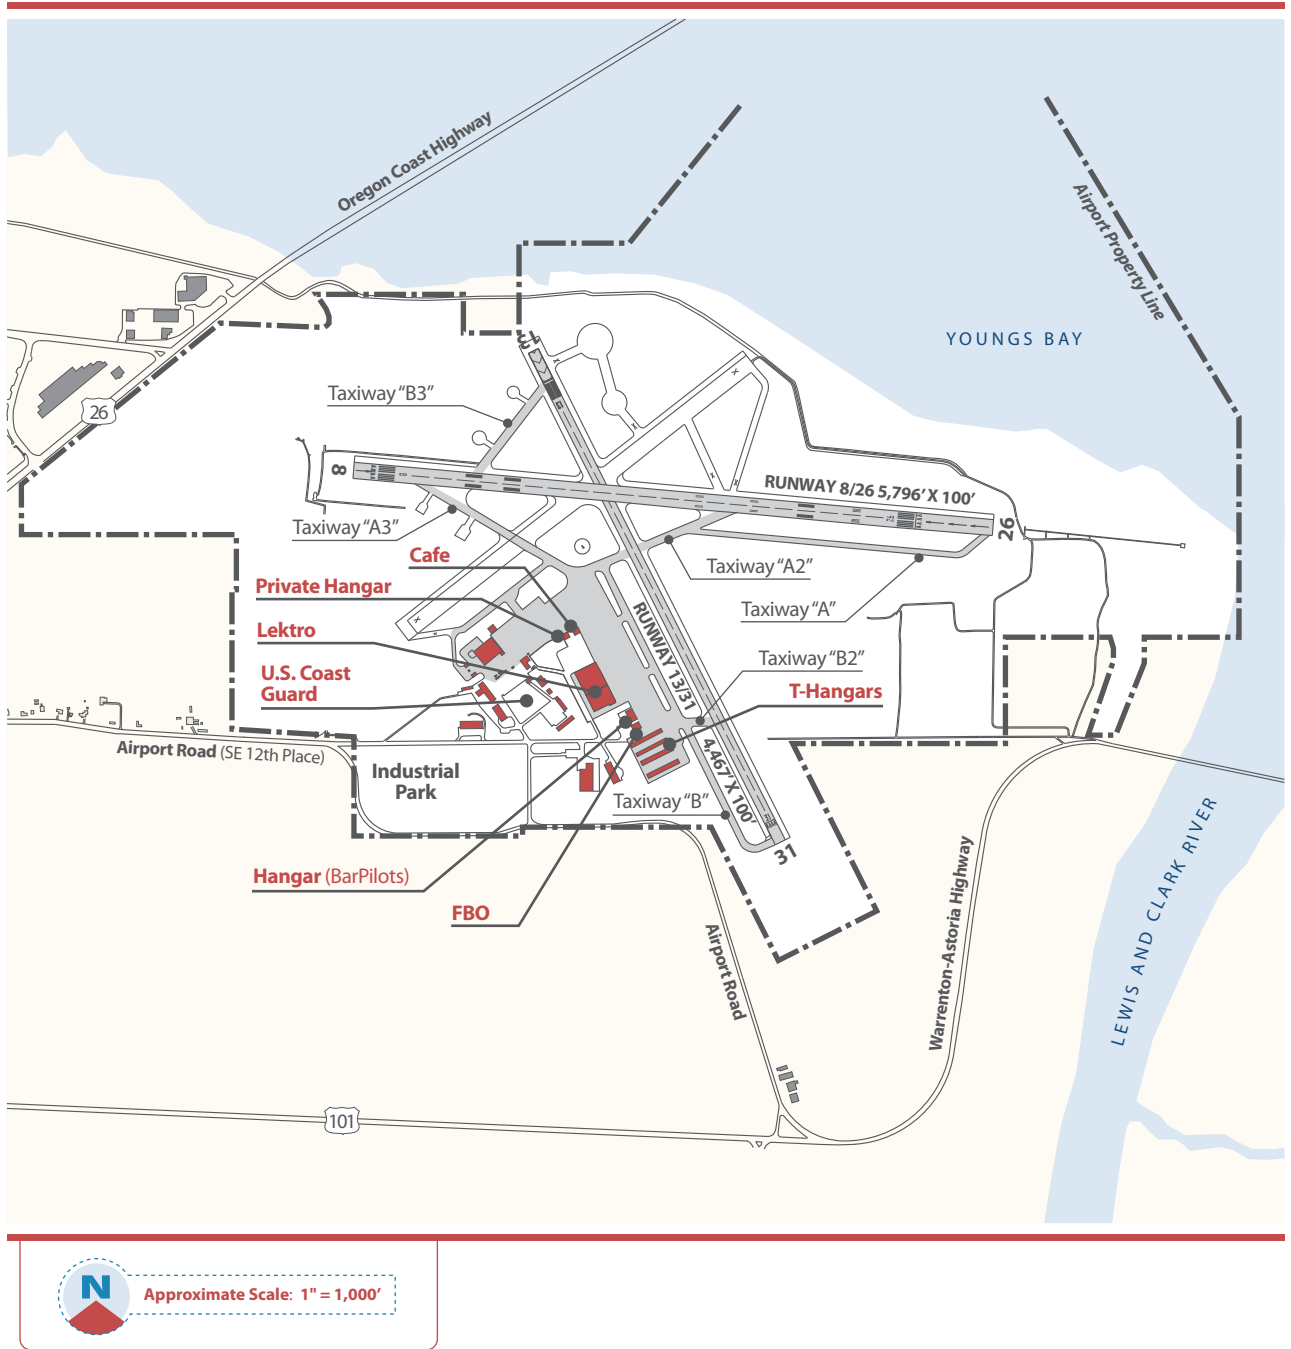 Oregon Coast Highway
Airport Property Line
YOUNGS BAY
13
Taxiway “B3”
26
8
RUNWAY 8/26 5,796’ X 100’
Taxiway “A3”
26
Cafe
Taxiway “A2”
Private Hangar
Taxiway “A”
Lektro
RUNWAY 13/31
4,467’ X 100’
Taxiway “B2”
U.S. Coast
Guard
T-Hangars
Airport Road (SE 12th Place)
Industrial
Park
Taxiway “B”
31
Hangar (BarPilots)
FBO
Airport Road
Warrenton-Astoria Highway
LEWIS AND CLARK RIVER
101
N
Approximate Scale: 1" = 1,000’